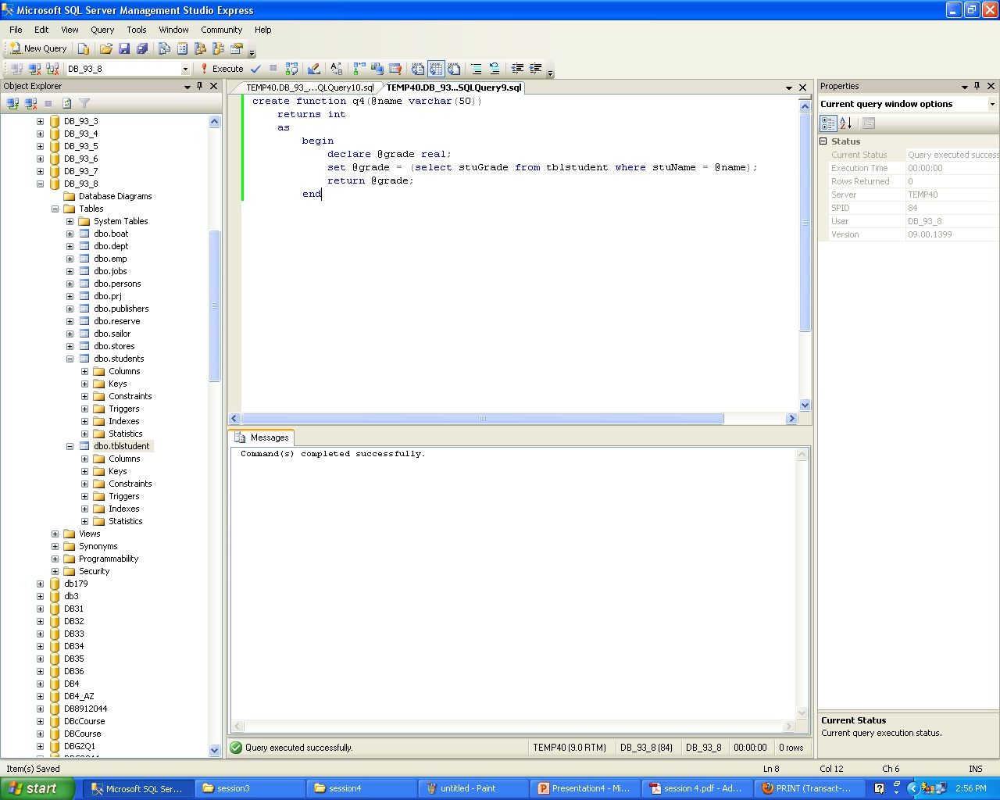 Microsoft SQL Server Management Studio Express
File Edit View Query Tools Window Community Help
New Query
DB_93_8 Execute
Object Explorer
DB_93_3
DB_93_4
DB_93_5
DB_93_6
DB_93_7
DB_93_8
Database Diagrams
Tables
System Tables
dbo.boat
dbo.dept
dbo.emp
dbo.jobs
dbo.persons
dbo.prj
dbo.publishers
dbo.reserve
dbo.sailor
dbo.stores
dbo.students
Columns
Keys
Constraints
Triggers
Indexes
Statistics
dbo.tblstudent
Columns
Keys
Constraints
Triggers
Indexes
Statistics
Views
Synonyms
Programmability
Security
db179
db3
DB31
DB32
DB33
DB34
DB35
DB36
DB4
DB4_AZ
DB8912044
DBcCourse
DBCourse
DBG2Q1
TEMP40.DB_93_...QLQuery10.sql TEMP40.DB_93...SQLQuery9.sql
create function q4(@name varchar(50))
returns int
as
begin
declare @grade real;
set @grade = (select stuGrade from tblstudent where stuName = @name);
return @grade;
end
Messages
Command(s) completed successfully.
Query executed successfully. TEMP40 (9.0 RTM) DB_93_8 (84) DB_93_8 00:00:00 0 rows
Properties
Current query window options
Status
Current Status Query executed success
Execution Time 00:00:00
Rows Returned 0
Server TEMP40
SPID 84
User DB_93_8
Version 09.00.1399
Current Status
Current query execution status.
Item(s) Saved Ln 8 Col 12 Ch 6 INS
start Microsoft SQL Ser... session3 session4 untitled - Paint Presentation4 - Mi... session 4.pdf - Ad... PRINT (Transact-... 2:56 PM